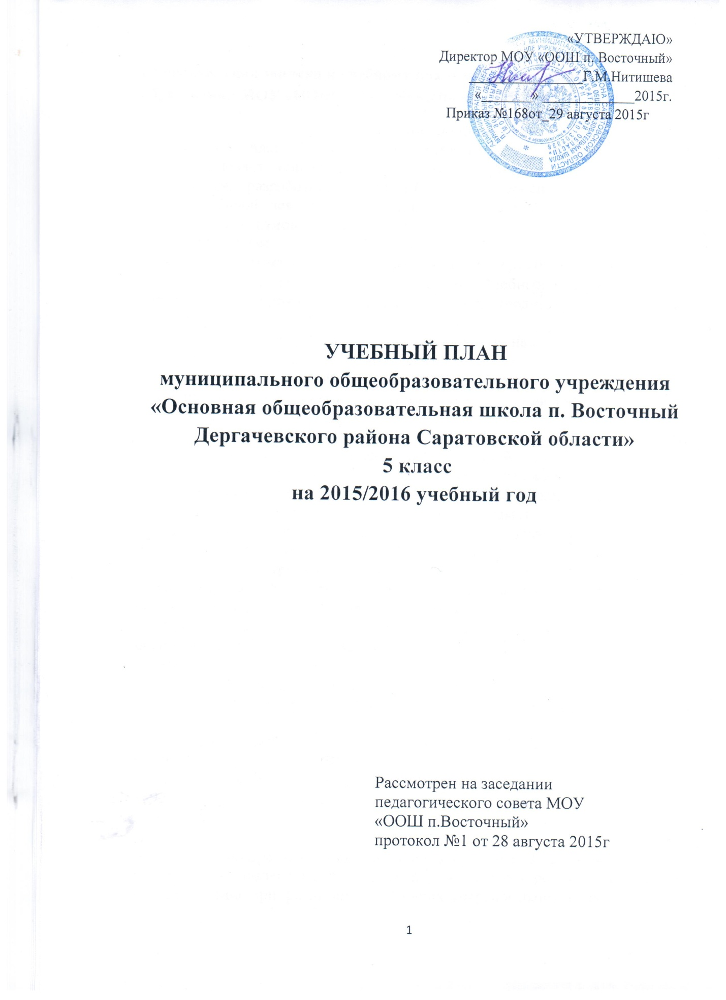 «УТВЕРЖДАЮ»
Директор МОУ «ООШ п. Восточный»
________________Г.М.Нитишева
«_______» _____________2015г.
Приказ №168от_29 августа 2015г
УЧЕБНЫЙ ПЛАН
муниципального общеобразовательного учреждения
«Основная общеобразовательная школа п. Восточный
Дергачевского района Саратовской области»
5 класс
на 2015/2016 учебный год
Рассмотрен на заседании
педагогического совета МОУ
«ООШ п.Восточный»
протокол №1 от 28 августа 2015г
1